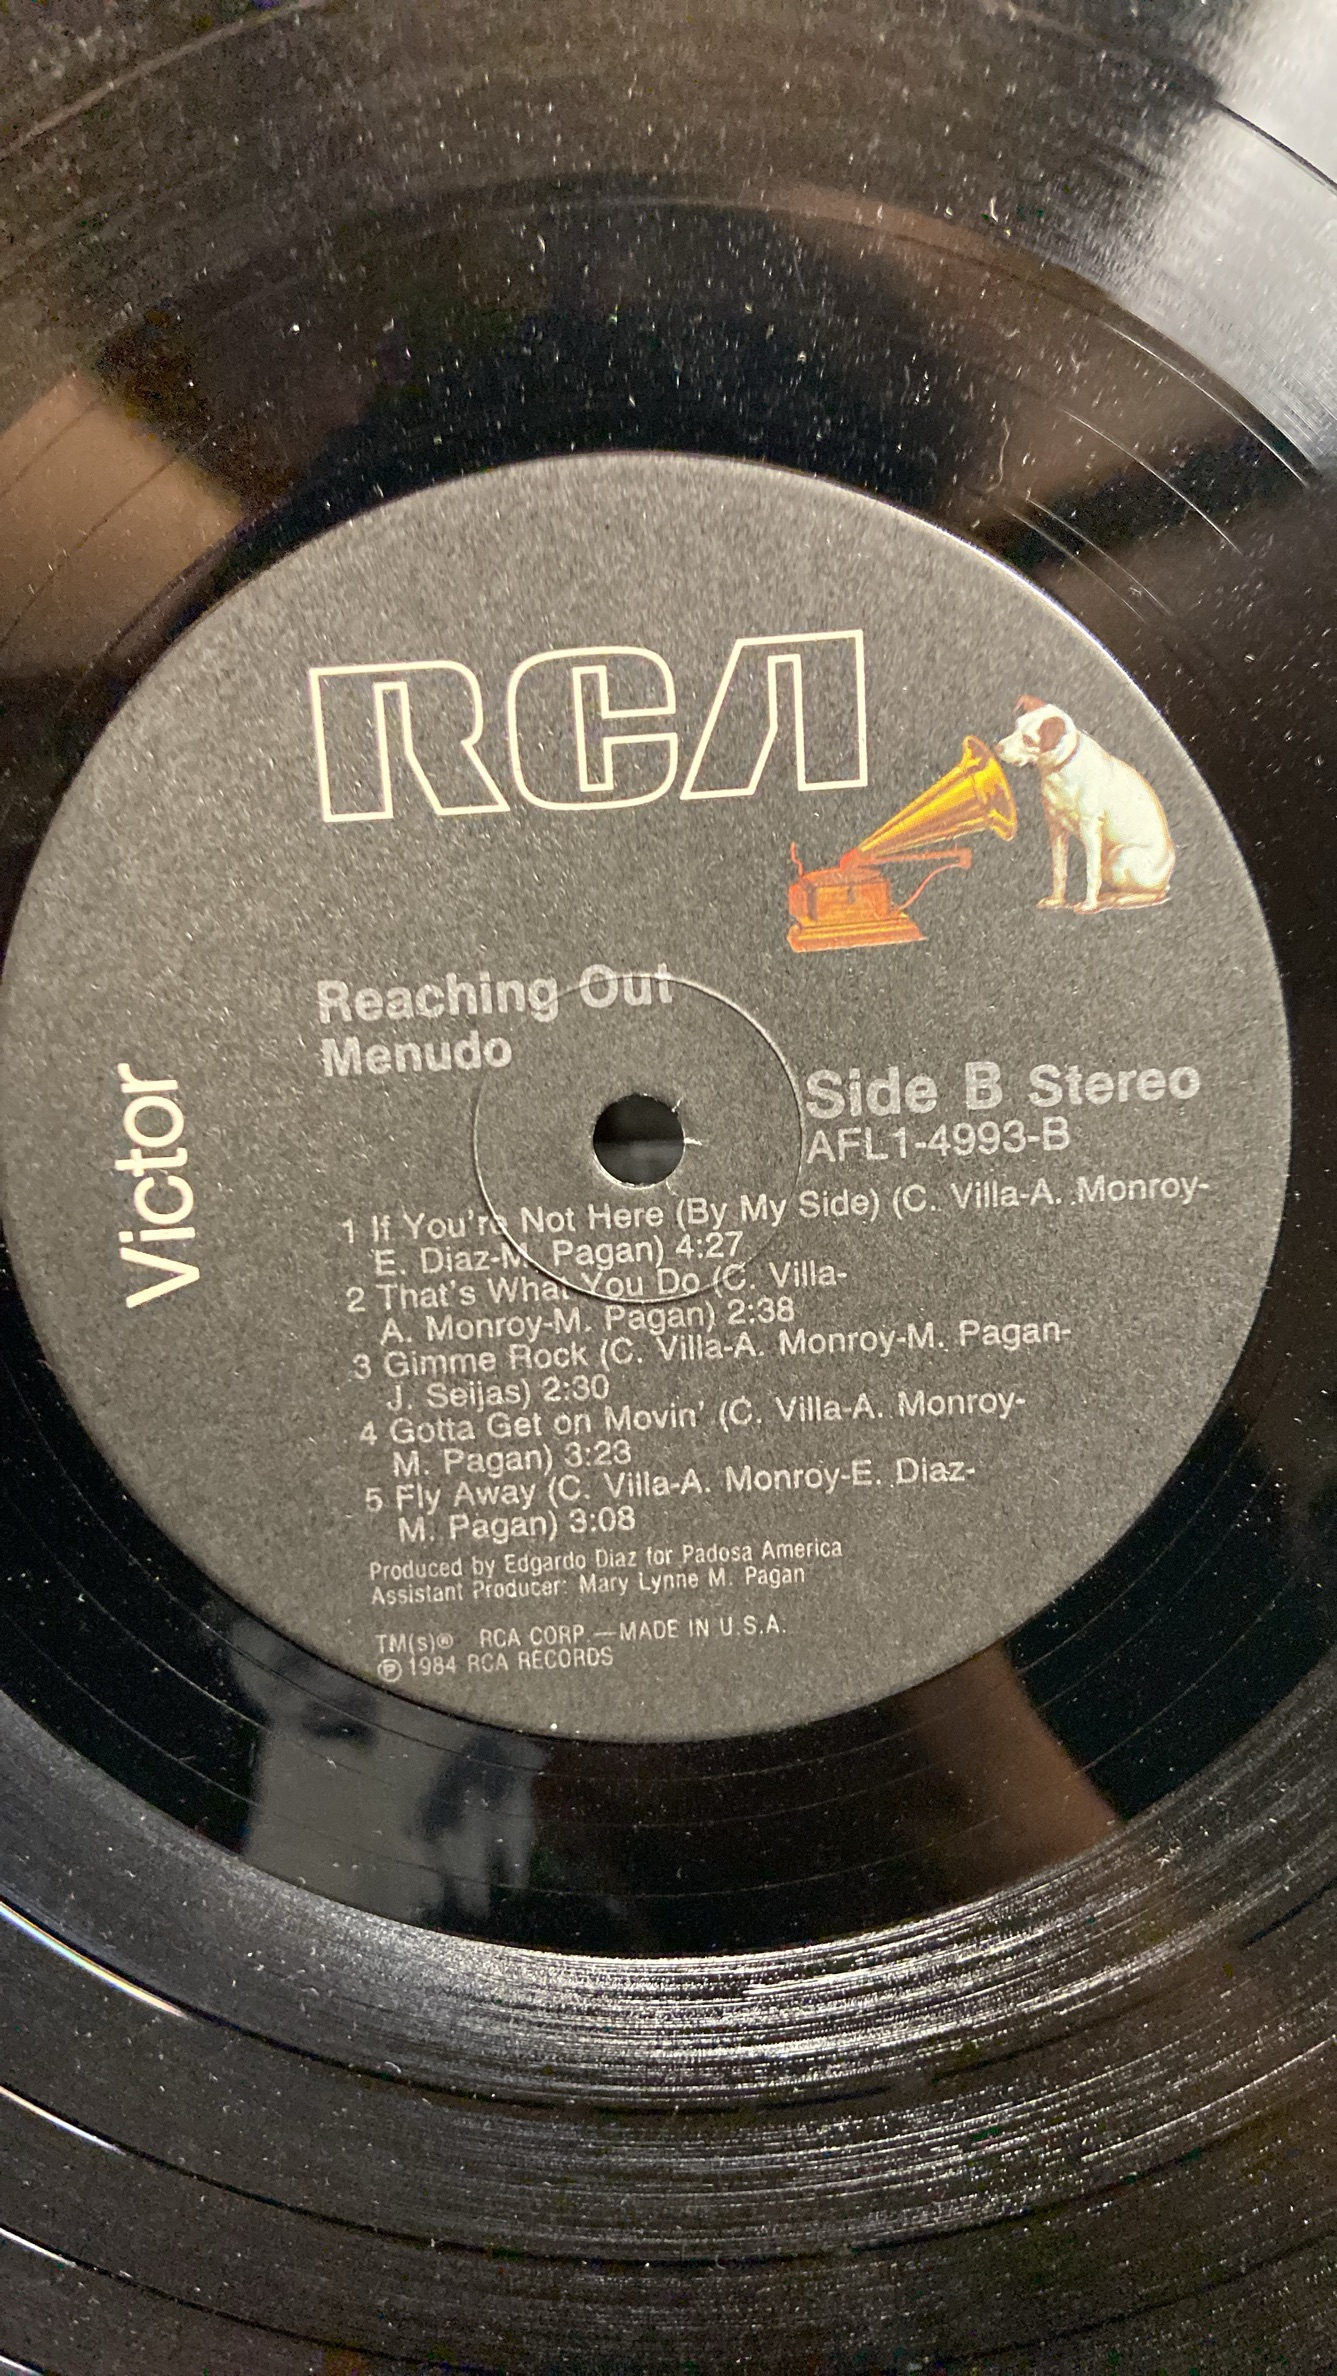 RCA
Victor
Reaching Out
Menudo
Side B Stereo
AFL1-4993-B
1 If You're Not Here (By My Side) (C. Villa-A. Monroy-
E. Diaz-M. Pagan) 4:27
2 That's What You Do (C. Villa-
A. Monroy-M. Pagan) 2:38
3 Gimme Rock (C. Villa-A. Monroy-M. Pagan-
J. Seijas) 2:30
4 Gotta Get on Movin' (C. Villa-A. Monroy-
M. Pagan) 3:23
5 Fly Away (C. Villa-A. Monroy-E. Diaz-
M. Pagan) 3:08
Produced by Edgardo Diaz for Padosa America
Assistant Producer: Mary Lynne M. Pagan
TM(s)® RCA CORP.—MADE IN U.S.A.
℗ 1984 RCA RECORDS